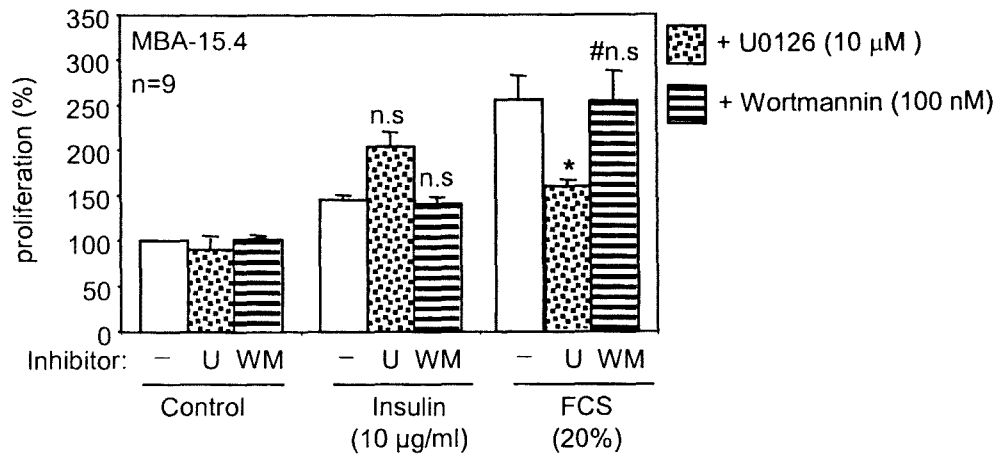 350
300
250
200
150
100
50
0
proliferation (%)
MBA-15.4
n=9
n.s
n.s
*
#n.s
+ U0126 (10 µM )
+ Wortmannin (100 nM)
Inhibitor: – U WM – U WM – U WM
Control Insulin FCS
(10 µg/ml) (20%)